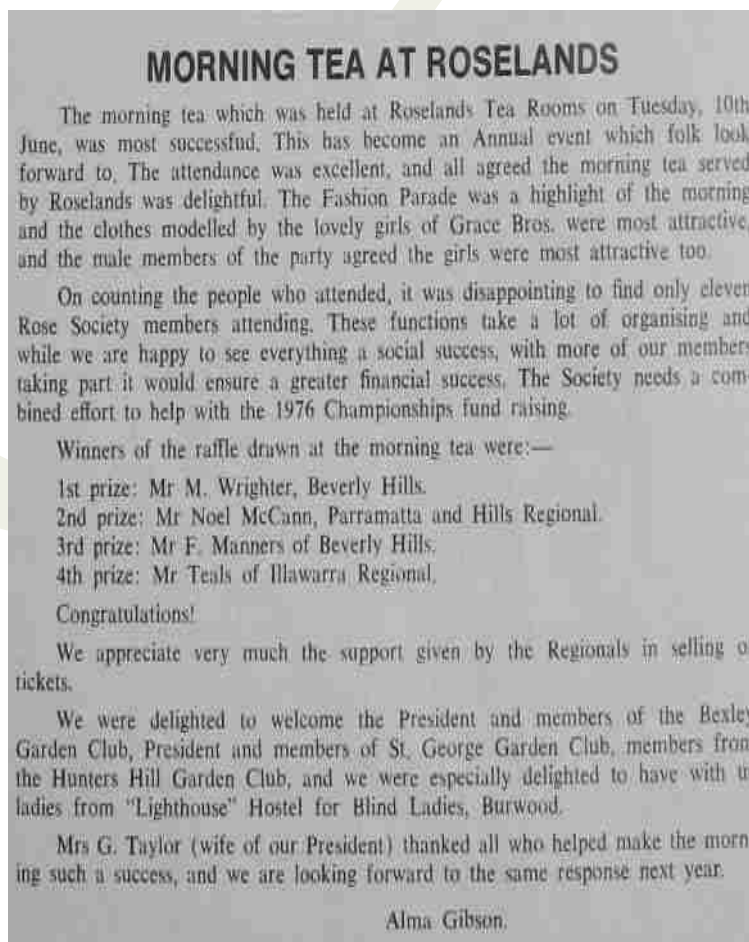 MORNING TEA AT ROSELANDS
The morning tea which was held at Roselands Tea Rooms on Tuesday, 10th
June, was most successful. This has become an Annual event which folk look
forward to. The attendance was excellent, and all agreed the morning tea served
by Roselands was delightful. The Fashion Parade was a highlight of the morning
and the clothes modelled by the lovely girls of Grace Bros. were most attractive,
and the male members of the party agreed the girls were most attractive too.
On counting the people who attended, it was disappointing to find only eleven
Rose Society members attending. These functions take a lot of organising and
while we are happy to see everything a social success, with more of our members
taking part it would ensure a greater financial success. The Society needs a com-
bined effort to help with the 1976 Championships fund raising.
Winners of the raffle drawn at the morning tea were:—
1st prize: Mr M. Wrighter, Beverly Hills.
2nd prize: Mr Noel McCann, Parramatta and Hills Regional.
3rd prize: Mr F. Manners of Beverly Hills.
4th prize: Mr Teals of Illawarra Regional.
Congratulations!
We appreciate very much the support given by the Regionals in selling o
tickets.
We were delighted to welcome the President and members of the Bexley
Garden Club, President and members of St. George Garden Club, members from
the Hunters Hill Garden Club, and we were especially delighted to have with u
ladies from "Lighthouse" Hostel for Blind Ladies, Burwood.
Mrs G. Taylor (wife of our President) thanked all who helped make the morn
ing such a success, and we are looking forward to the same response next year.
Alma Gibson.